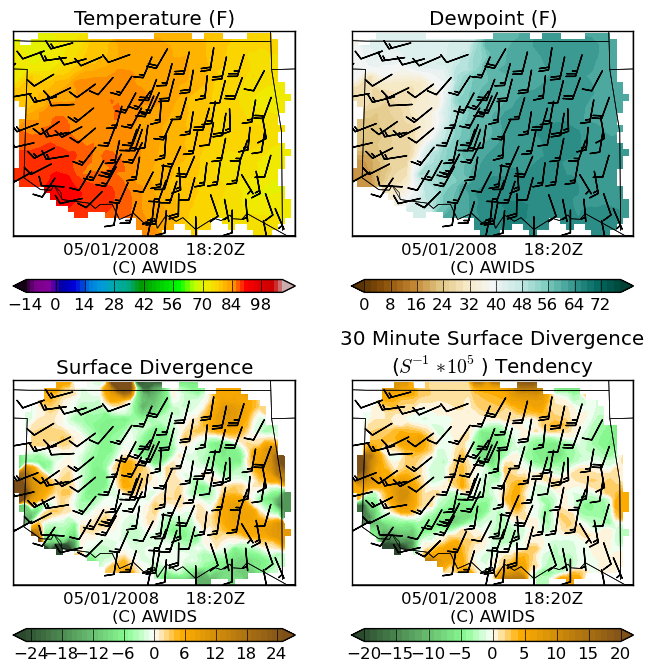 Temperature (F)
Dewpoint (F)
05/01/2008 18:20Z
(C) AWIDS
05/01/2008 18:20Z
(C) AWIDS
−14 0 14 28 42 56 70 84 98
0 8 16 24 32 40 48 56 64 72
Surface Divergence
30 Minute Surface Divergence
(S⁻¹ *10⁵ ) Tendency
05/01/2008 18:20Z
(C) AWIDS
05/01/2008 18:20Z
(C) AWIDS
−24 −18 −12 −6 0 6 12 18 24
−20 −15 −10 −5 0 5 10 15 20